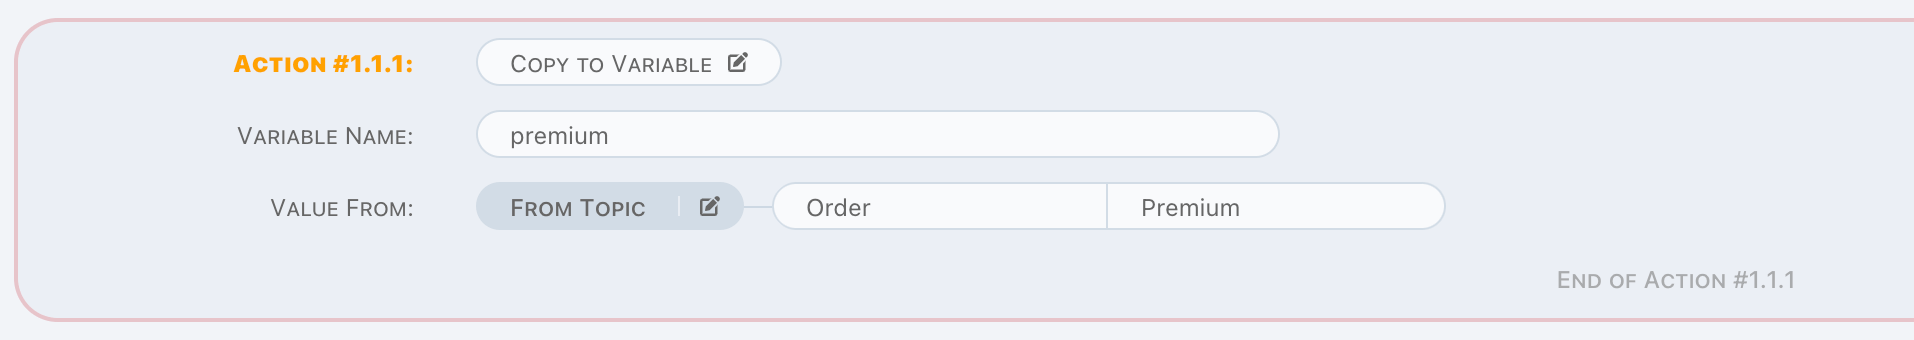 Action #1.1.1: Copy to Variable
Variable Name: premium
Value From: From Topic Order Premium
End of Action #1.1.1